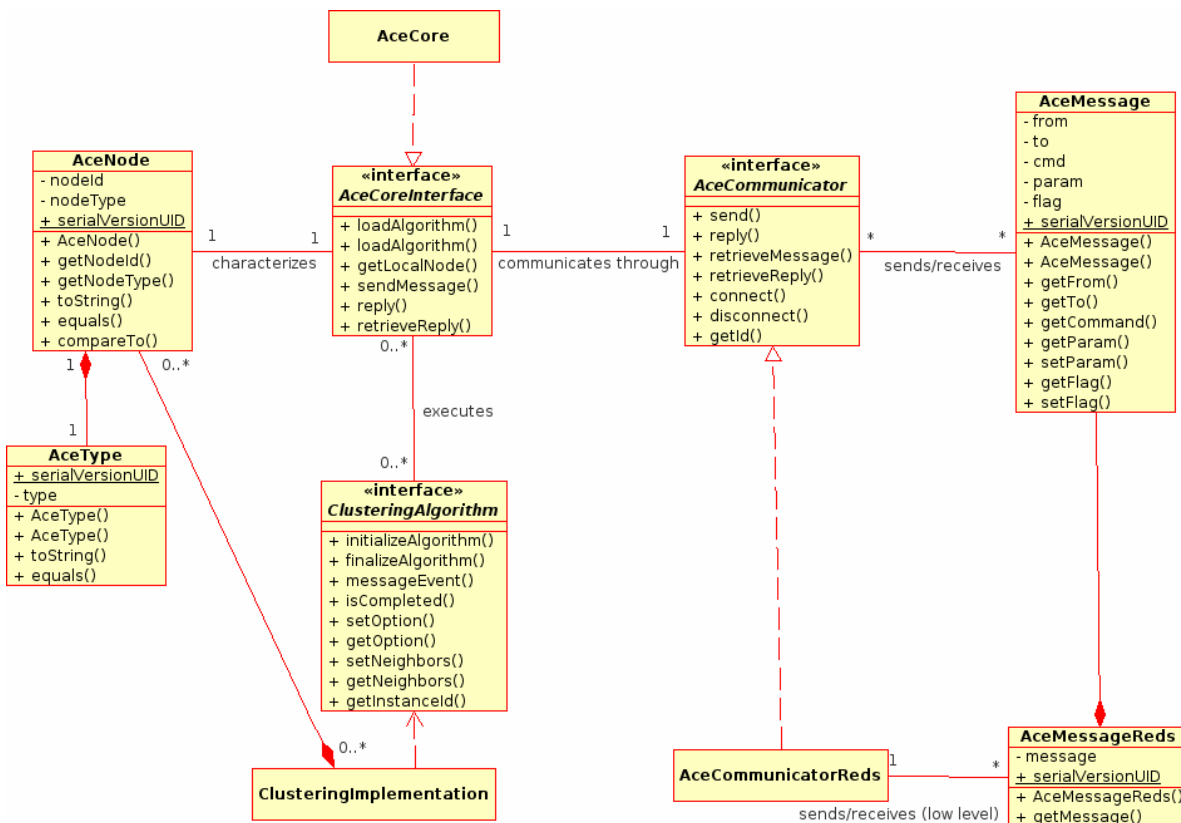 AceCore
AceMessage
- from
- to
- cmd
- param
- flag
+ serialVersionUID
+ AceMessage()
+ AceMessage()
+ getFrom()
+ getTo()
+ getCommand()
+ getParam()
+ setParam()
+ getFlag()
+ setFlag()
AceNode
- nodeId
- nodeType
+ serialVersionUID
+ AceNode()
+ getNodeId()
+ getNodeType()
+ toString()
+ equals()
+ compareTo()
1
1
characterizes
«interface»
AceCoreInterface
+ loadAlgorithm()
+ loadAlgorithm()
+ getLocalNode()
+ sendMessage()
+ reply()
+ retrieveReply()
1
1
communicates through
«interface»
AceCommunicator
+ send()
+ reply()
+ retrieveMessage()
+ retrieveReply()
+ connect()
+ disconnect()
+ getId()
*
*
sends/receives
1
0..*
0..*
executes
1
0..*
AceType
+ serialVersionUID
- type
+ AceType()
+ AceType()
+ toString()
+ equals()
«interface»
ClusteringAlgorithm
+ initializeAlgorithm()
+ finalizeAlgorithm()
+ messageEvent()
+ isCompleted()
+ setOption()
+ getOption()
+ setNeighbors()
+ getNeighbors()
+ getInstanceId()
0..*
ClusteringImplementation
AceCommunicatorReds
1
*
sends/receives (low level)
AceMessageReds
- message
+ serialVersionUID
+ AceMessageReds()
+ getMessage()